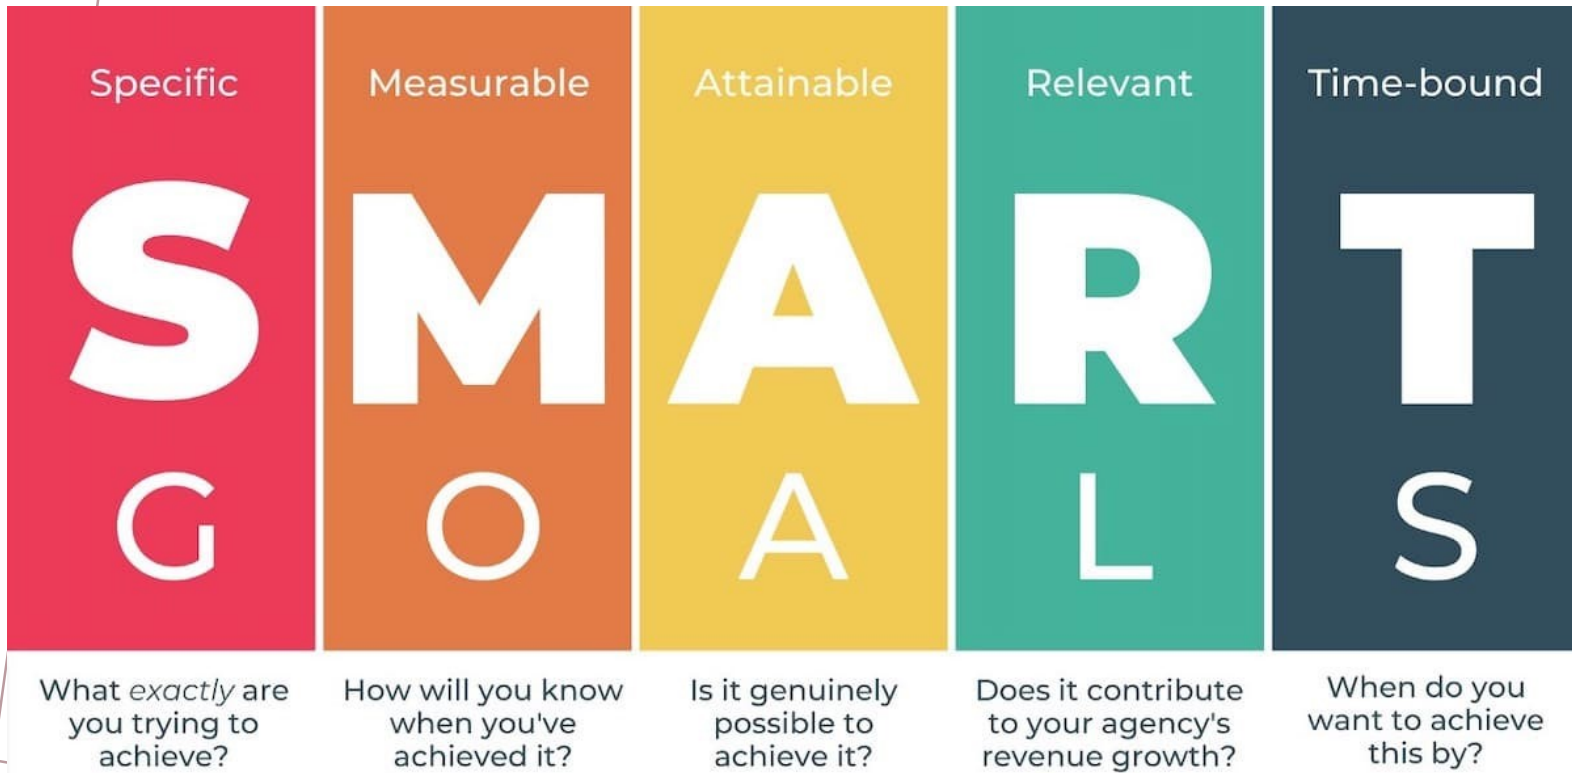 Specific
Measurable
Attainable
Relevant
Time-bound
S
M
A
R
T
G
O
A
L
S
What exactly are
you trying to
achieve?
How will you know
when you've
achieved it?
Is it genuinely
possible to
achieve it?
Does it contribute
to your agency's
revenue growth?
When do you
want to achieve
this by?